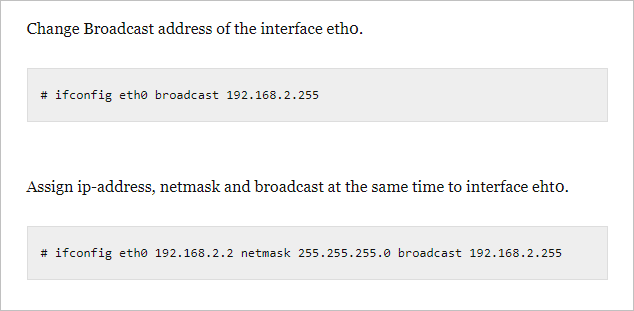 Change Broadcast address of the interface eth0.
# ifconfig eth0 broadcast 192.168.2.255
Assign ip-address, netmask and broadcast at the same time to interface eht0.
# ifconfig eth0 192.168.2.2 netmask 255.255.255.0 broadcast 192.168.2.255